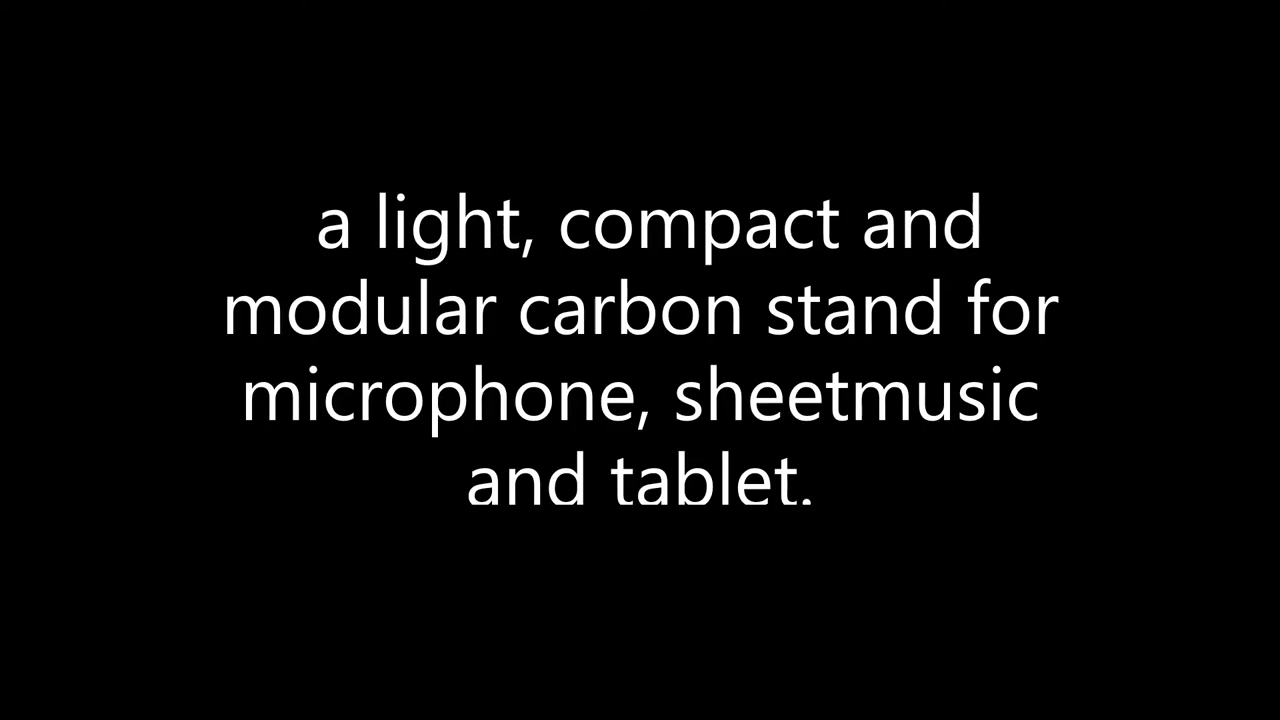 a light, compact and
modular carbon stand for
microphone, sheetmusic
and tablet.